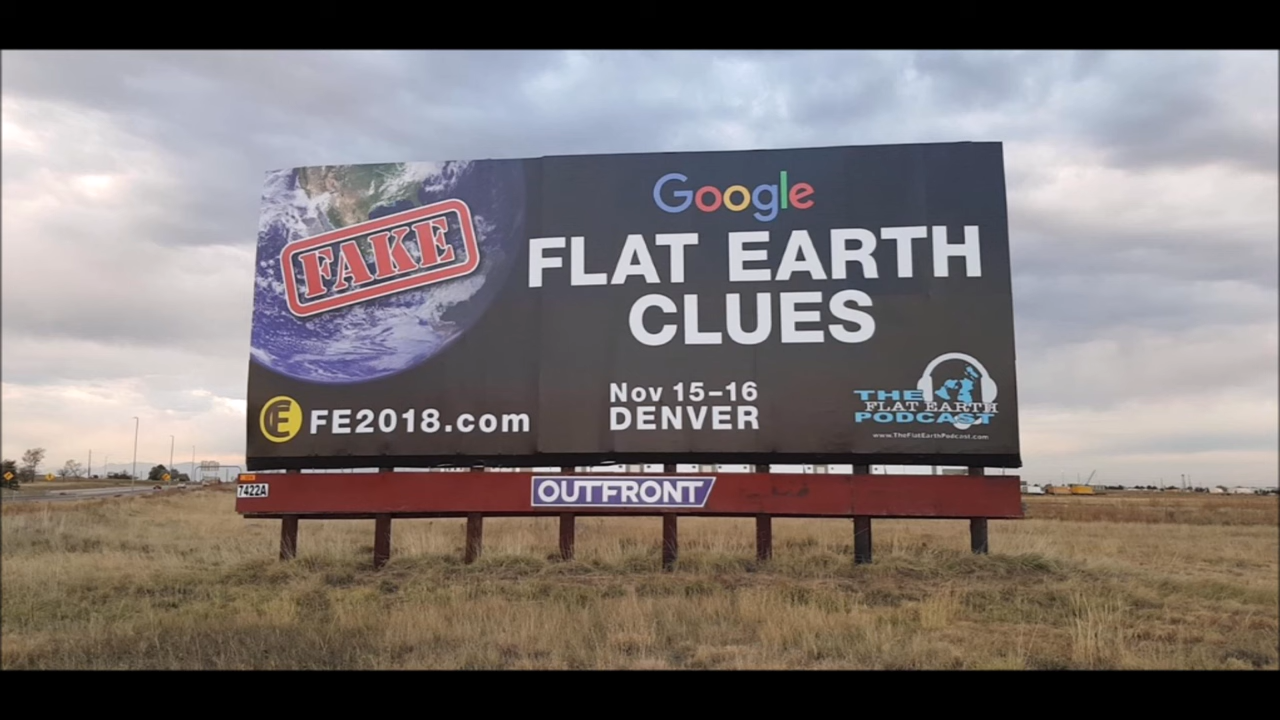 FAKE
Google
FLAT EARTH
CLUES
Nov 15-16
DENVER
FE FE2018.com
THE
FLAT EARTH
PODCAST
www.TheFlatEarthPodcast.com
7422A
OUTFRONT